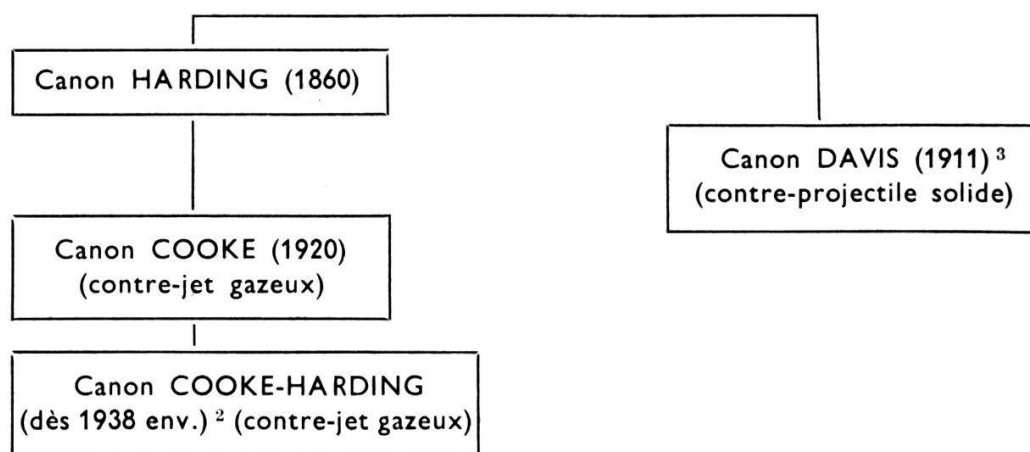 Canon HARDING (1860)
Canon DAVIS (1911) ³
(contre-projectile solide)
Canon COOKE (1920)
(contre-jet gazeux)
Canon COOKE-HARDING
(dès 1938 env.) ² (contre-jet gazeux)